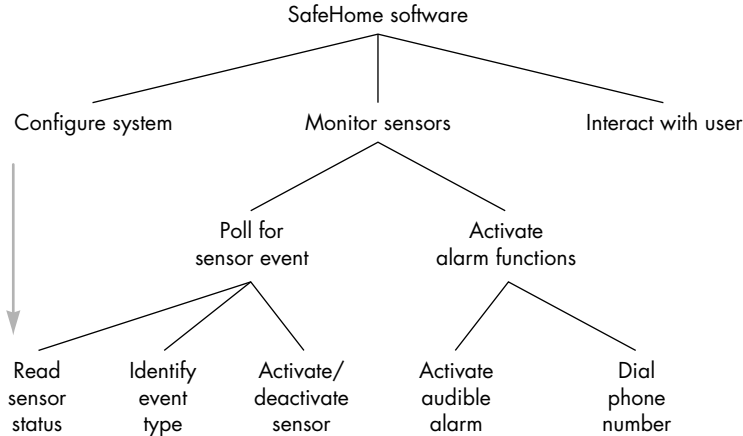 SafeHome software
Configure system
Monitor sensors
Interact with user
Poll for
sensor event
Activate
alarm functions
Read
sensor
status
Identify
event
type
Activate/
deactivate
sensor
Activate
audible
alarm
Dial
phone
number